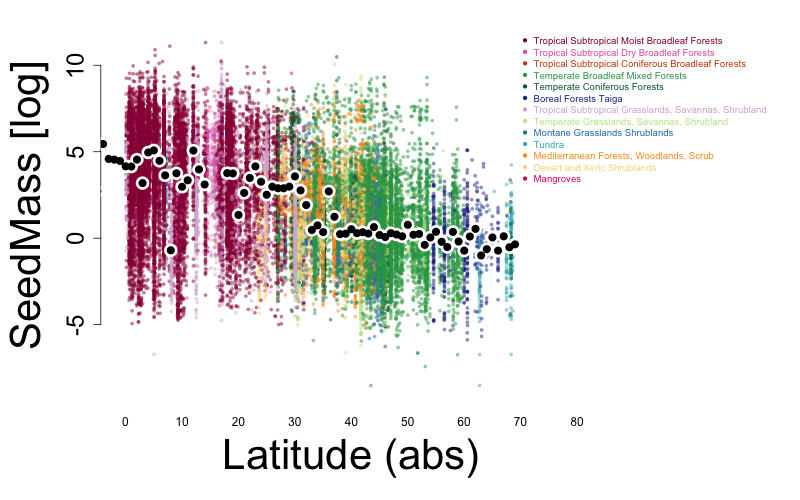 Tropical Subtropical Moist Broadleaf Forests
Tropical Subtropical Dry Broadleaf Forests
Tropical Subtropical Coniferous Broadleaf Forests
Temperate Broadleaf Mixed Forests
Temperate Coniferous Forests
Boreal Forests Taiga
Tropical Subtropical Grasslands, Savannas, Shrubland
Temperate Grasslands, Savannas, Shrubland
Montane Grasslands Shrublands
Tundra
Mediterranean Forests, Woodlands, Scrub
Desert and Xeric Shrublands
Mangroves
SeedMass [log]
10
5
0
-5
0 10 20 30 40 50 60 70 80
Latitude (abs)